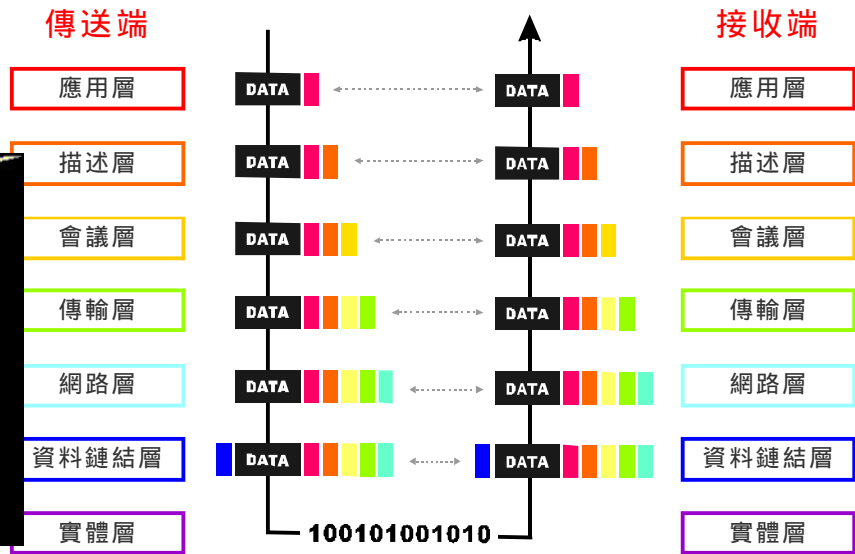 傳送端
接收端
應用層 DATA DATA 應用層
描述層 DATA DATA 描述層
會議層 DATA DATA 會議層
傳輸層 DATA DATA 傳輸層
網路層 DATA DATA 網路層
資料鏈結層 DATA DATA 資料鏈結層
實體層 100101001010 實體層